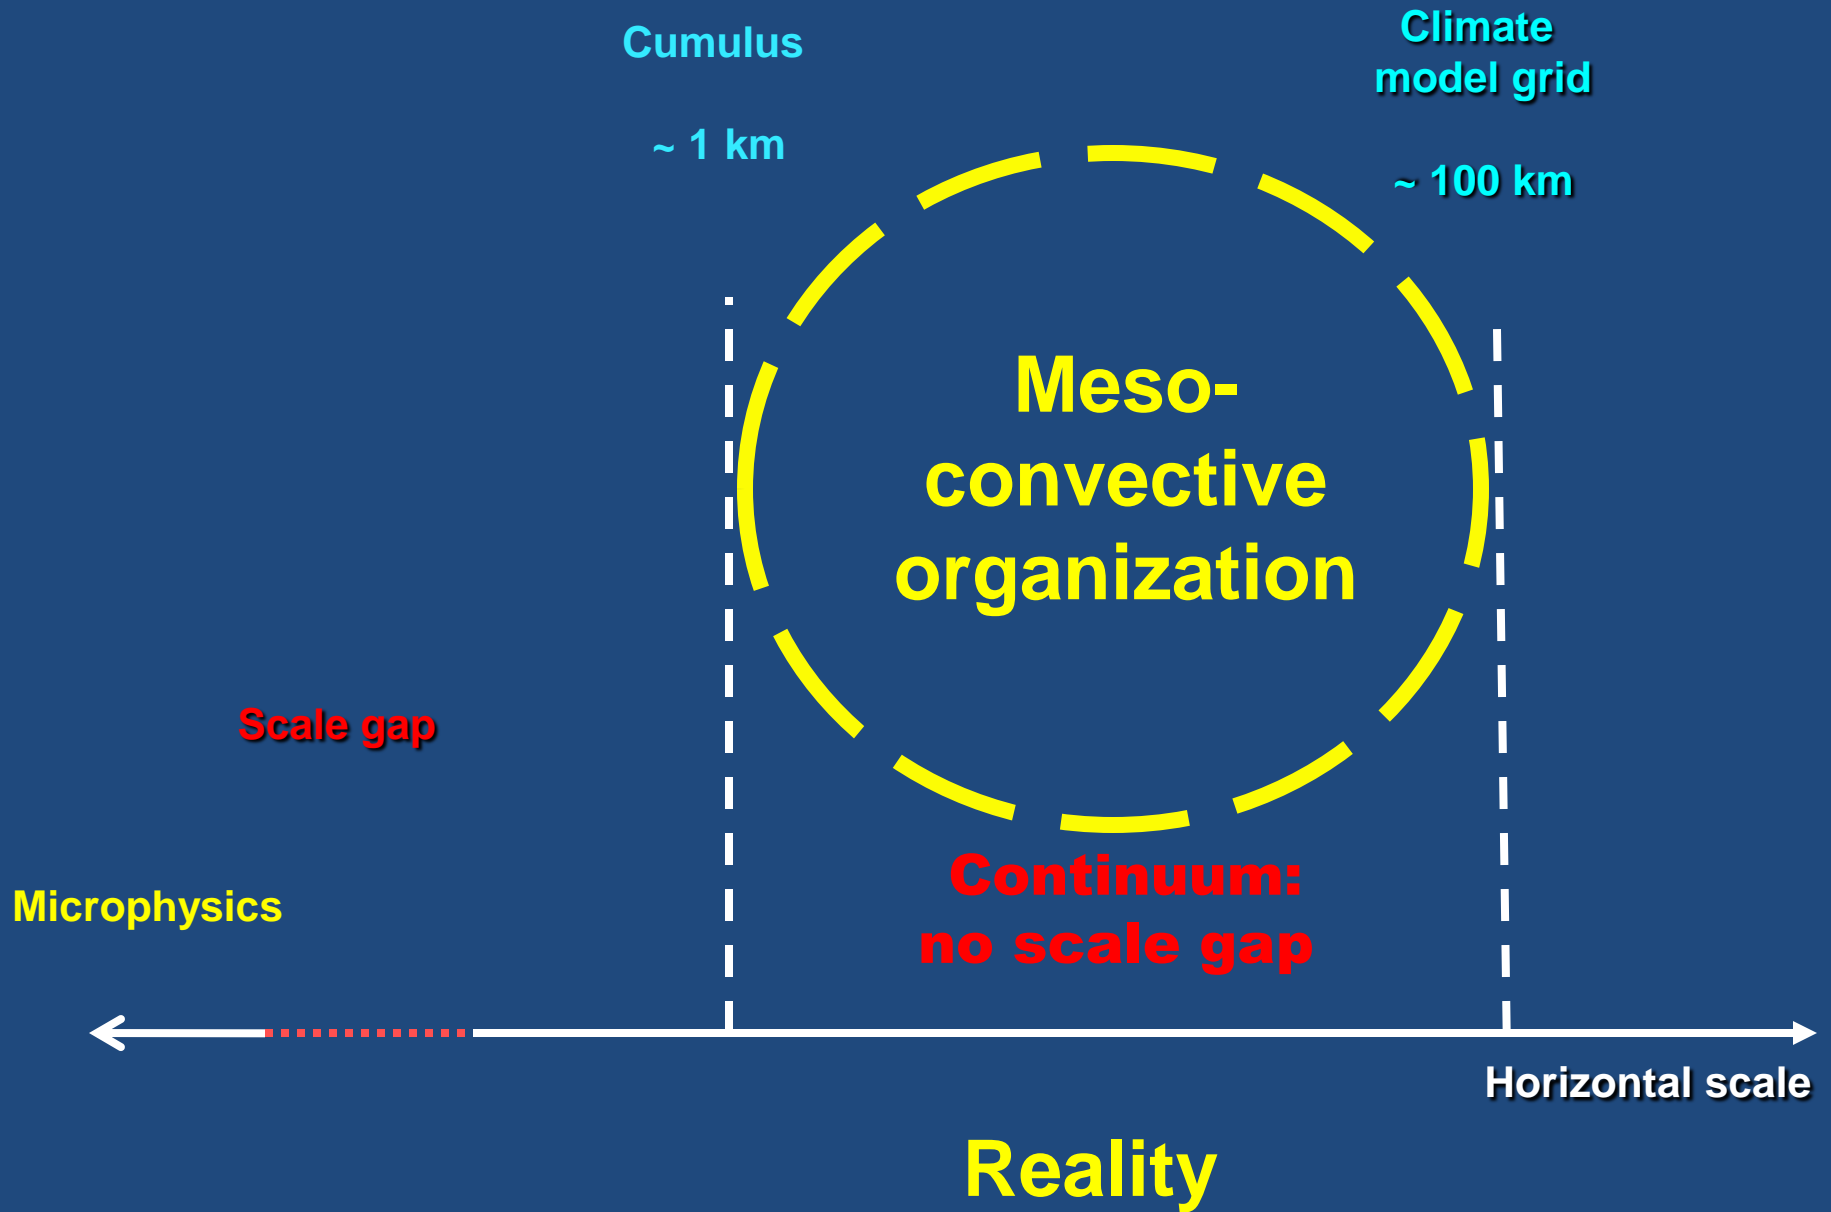 Cumulus
~ 1 km
Climate
model grid
~ 100 km
Meso-
convective
organization
Scale gap
Microphysics
Continuum:
no scale gap
Horizontal scale
Reality